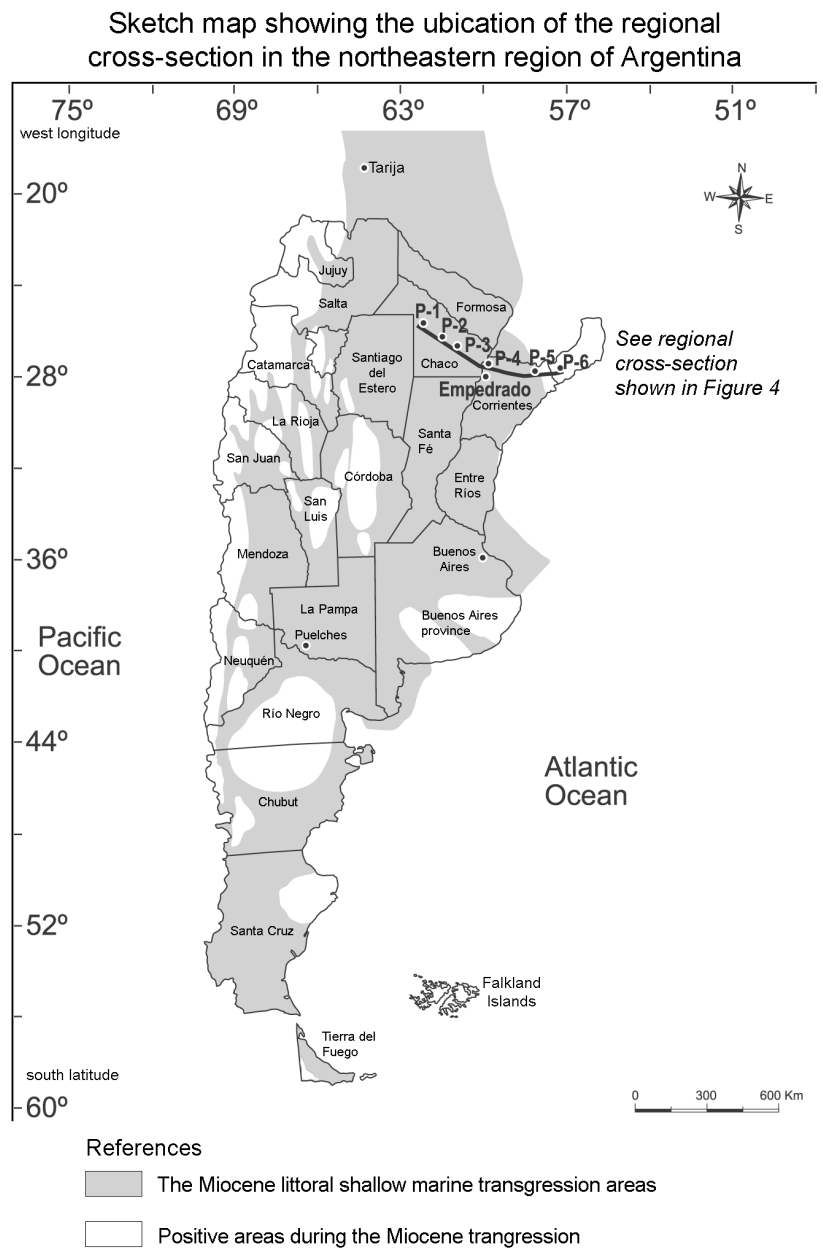 Sketch map showing the ubication of the regional
cross-section in the northeastern region of Argentina
75º
69º
63º
57º
51º
west longitude
N
W
E
S
Tarija
20º
Jujuy
Salta
Formosa
P-1
P-2
P-3
P-4
P-5
P-6
See regional
cross-section
shown in Figure 4
Catamarca
Santiago
del
Estero
Chaco
28º
Empedrado
Corrientes
La Rioja
Santa
Fé
San Juan
Córdoba
Entre
Ríos
San
Luis
36º
Mendoza
Buenos
Aires
La Pampa
Buenos Aires
province
Puelches
Pacific
Ocean
Neuquén
Río Negro
44º
Atlantic
Ocean
Chubut
52º
Santa Cruz
Falkland
Islands
Tierra del
Fuego
south latitude
60º
0
300
600 Km
References
The Miocene littoral shallow marine transgression areas
Positive areas during the Miocene trangression